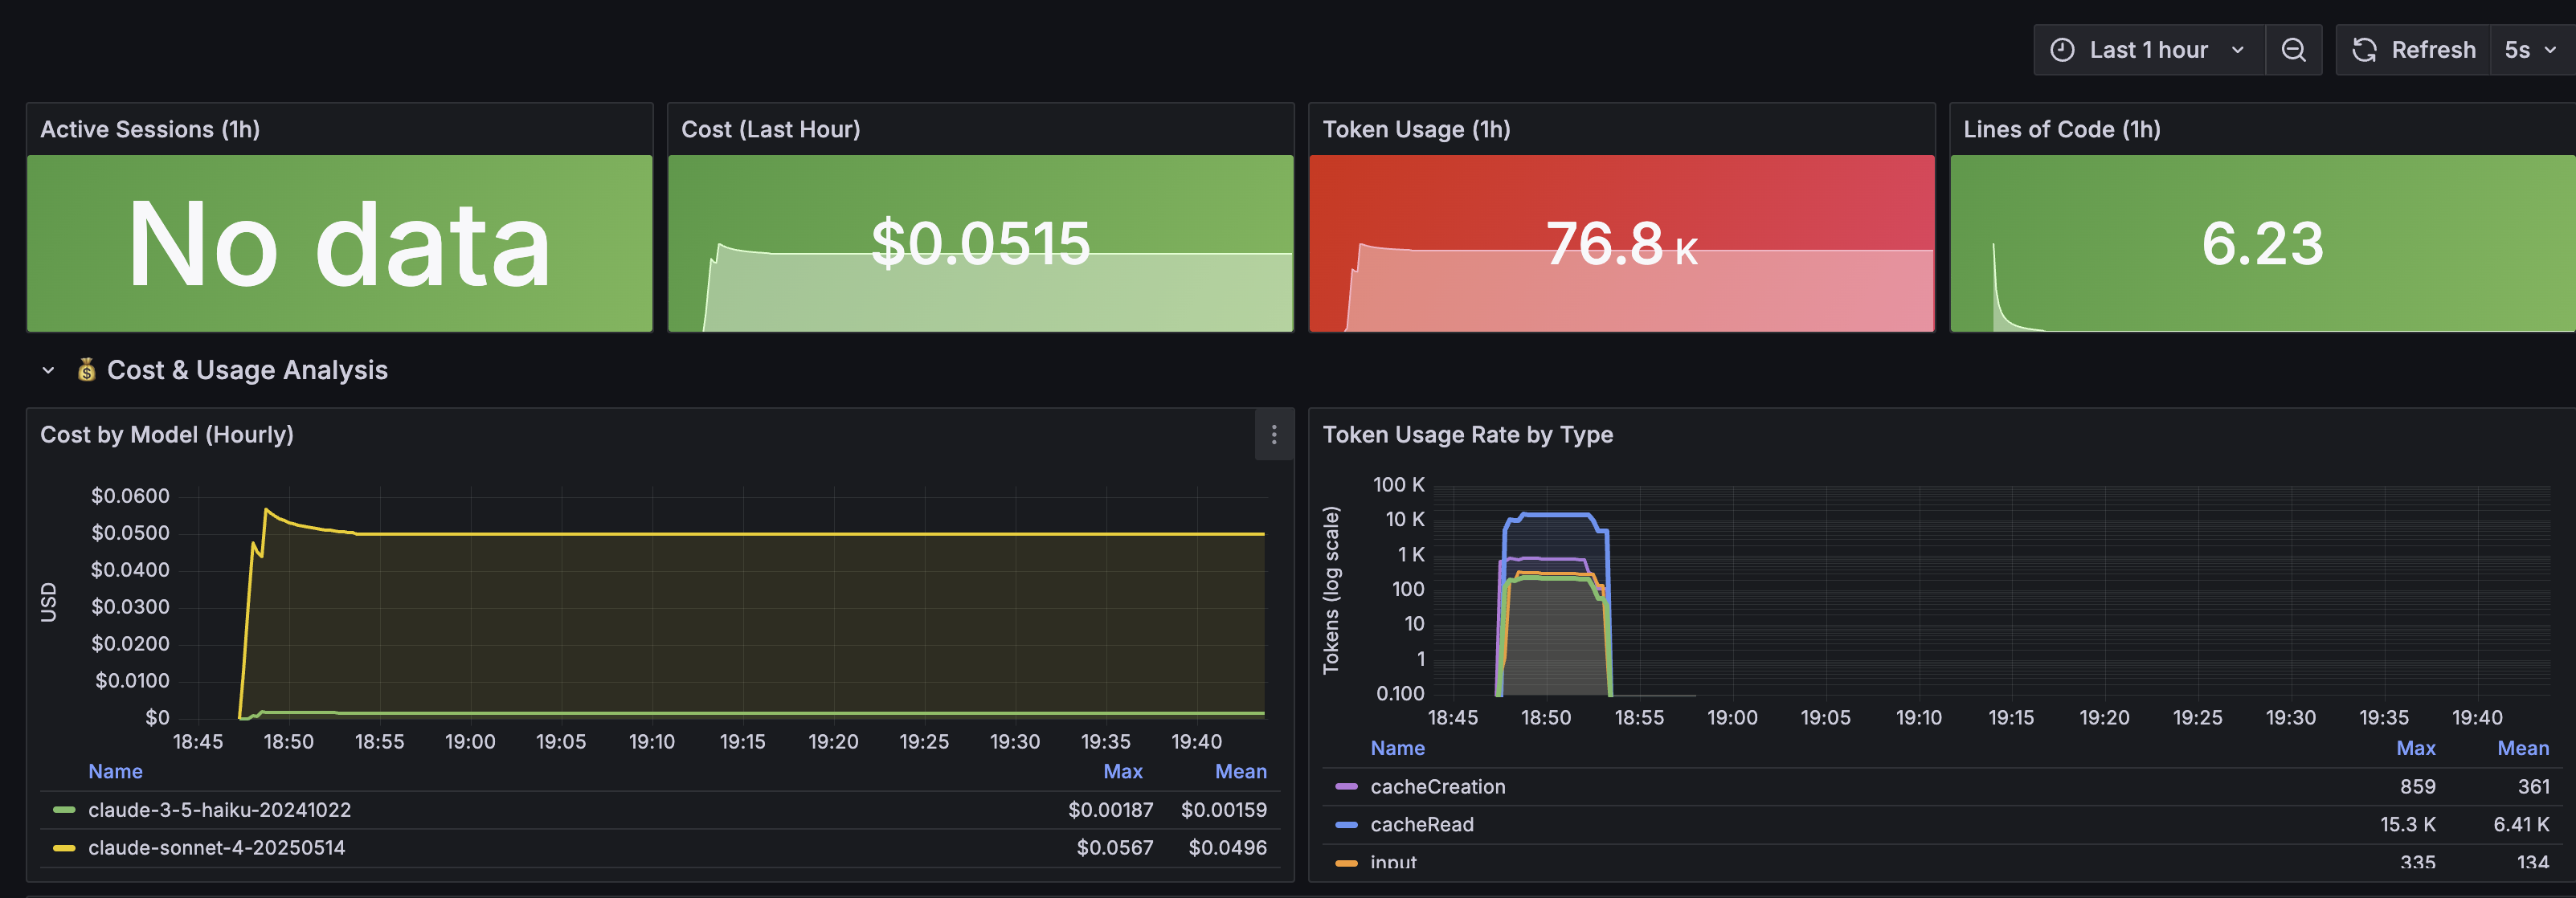 Last 1 hour
Refresh
5s
Active Sessions (1h)
No data
Cost (Last Hour)
$0.0515
Token Usage (1h)
76.8 K
Lines of Code (1h)
6.23
💰 Cost & Usage Analysis
Cost by Model (Hourly)
USD
$0.0600
$0.0500
$0.0400
$0.0300
$0.0200
$0.0100
$0
18:45 18:50 18:55 19:00 19:05 19:10 19:15 19:20 19:25 19:30 19:35 19:40
Name Max Mean
claude-3-5-haiku-20241022 $0.00187 $0.00159
claude-sonnet-4-20250514 $0.0567 $0.0496
Token Usage Rate by Type
Tokens (log scale)
100 K
10 K
1 K
100
10
1
0.100
18:45 18:50 18:55 19:00 19:05 19:10 19:15 19:20 19:25 19:30 19:35 19:40
Name Max Mean
cacheCreation 859 361
cacheRead 15.3 K 6.41 K
input 335 134